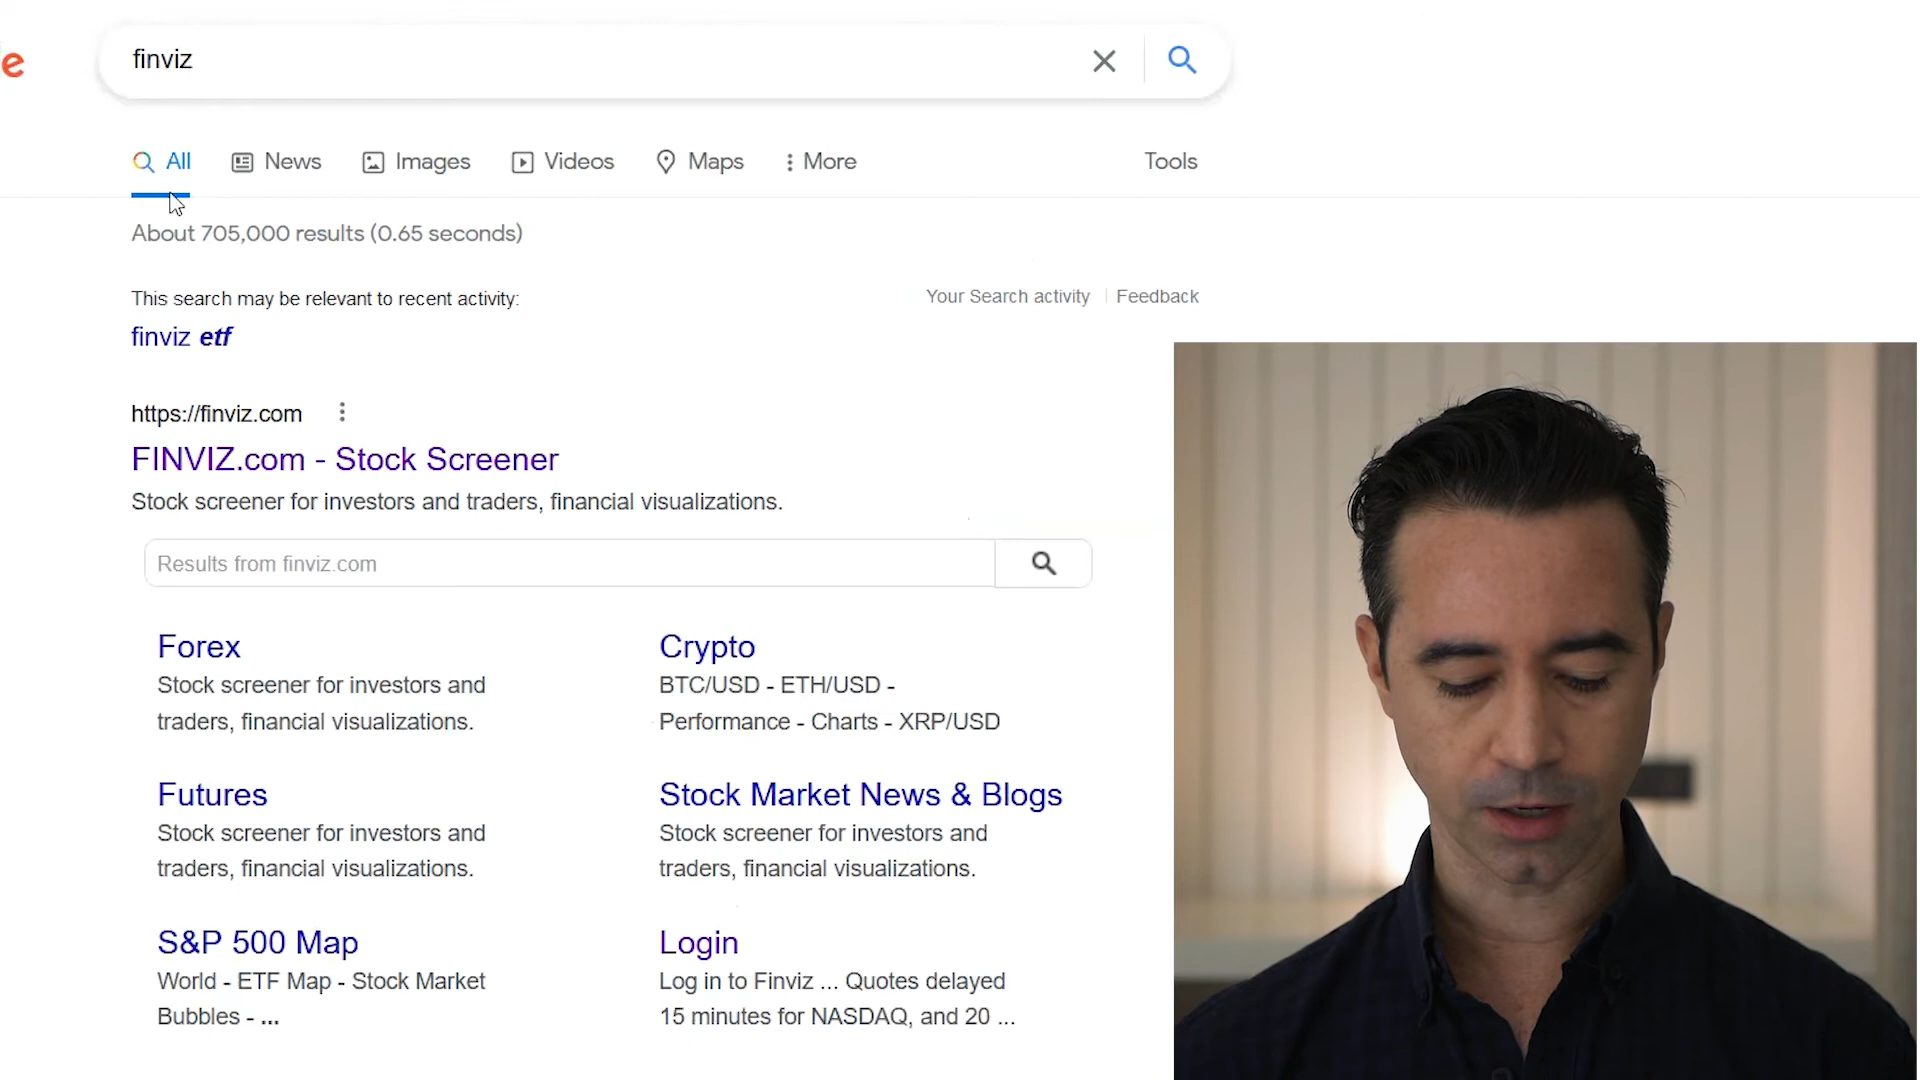 e
finviz
All News Images Videos Maps More Tools
About 705,000 results (0.65 seconds)
This search may be relevant to recent activity:
Your Search activity Feedback
finviz etf
https://finviz.com
FINVIZ.com - Stock Screener
Stock screener for investors and traders, financial visualizations.
Results from finviz.com
Forex
Stock screener for investors and
traders, financial visualizations.
Crypto
BTC/USD - ETH/USD -
Performance - Charts - XRP/USD
Futures
Stock screener for investors and
traders, financial visualizations.
Stock Market News & Blogs
Stock screener for investors and
traders, financial visualizations.
S&P 500 Map
World - ETF Map - Stock Market
Bubbles - ...
Login
Log in to Finviz ... Quotes delayed
15 minutes for NASDAQ, and 20 ...